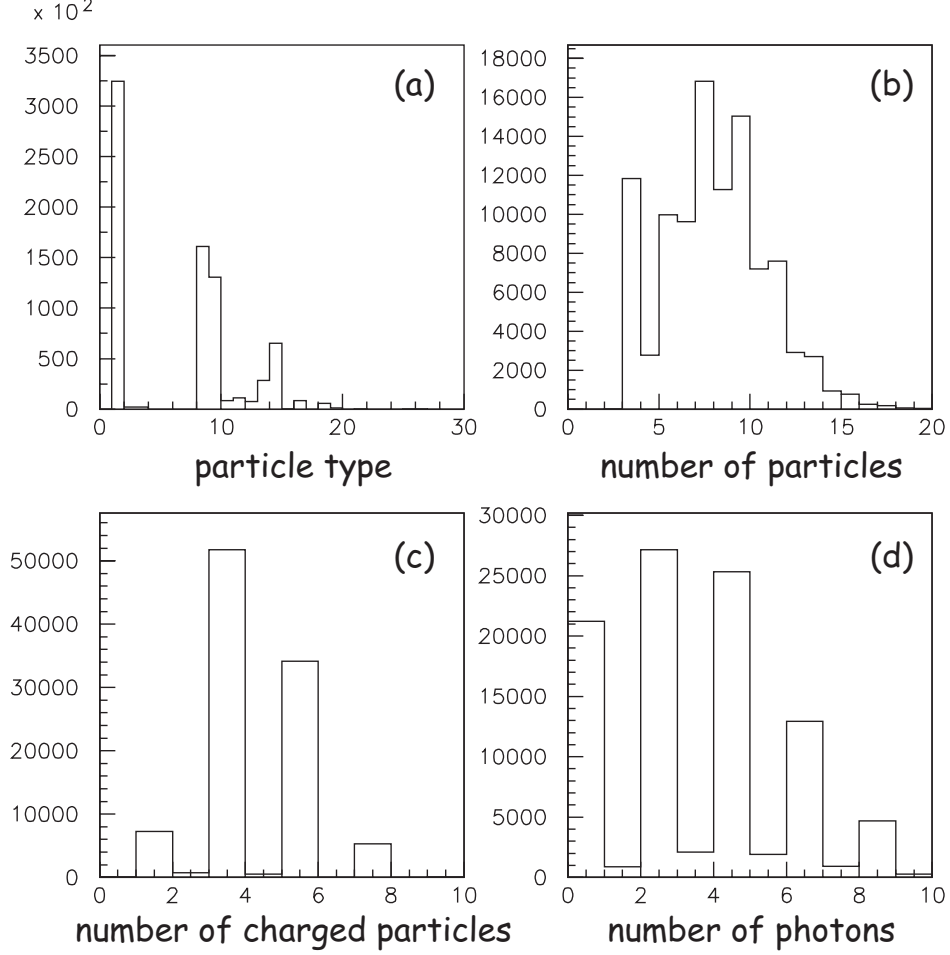 x 10²
3500
3000
2500
2000
1500
1000
500
0
0 10 20 30
(a)
particle type
18000
16000
14000
12000
10000
8000
6000
4000
2000
0
0 5 10 15 20
(b)
number of particles
50000
40000
30000
20000
10000
0
0 2 4 6 8 10
(c)
number of charged particles
30000
25000
20000
15000
10000
5000
0
0 2 4 6 8 10
(d)
number of photons